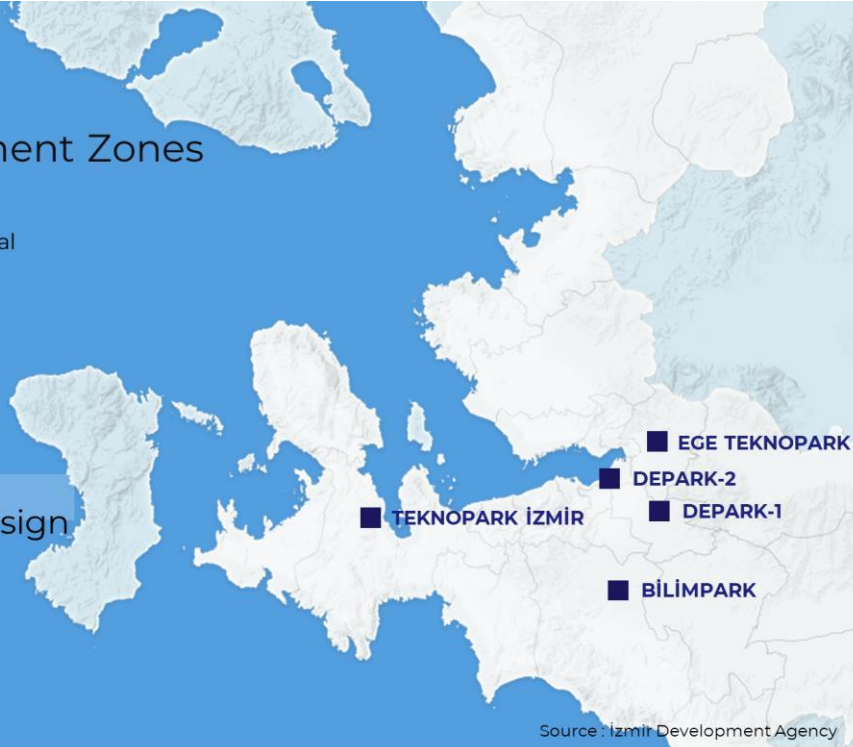 ment Zones
al
EGE TEKNOPARK
DEPARK-2
DEPARK-1
TEKNOPARK İZMİR
BİLİMPARK
sign
Source : İzmir Development Agency